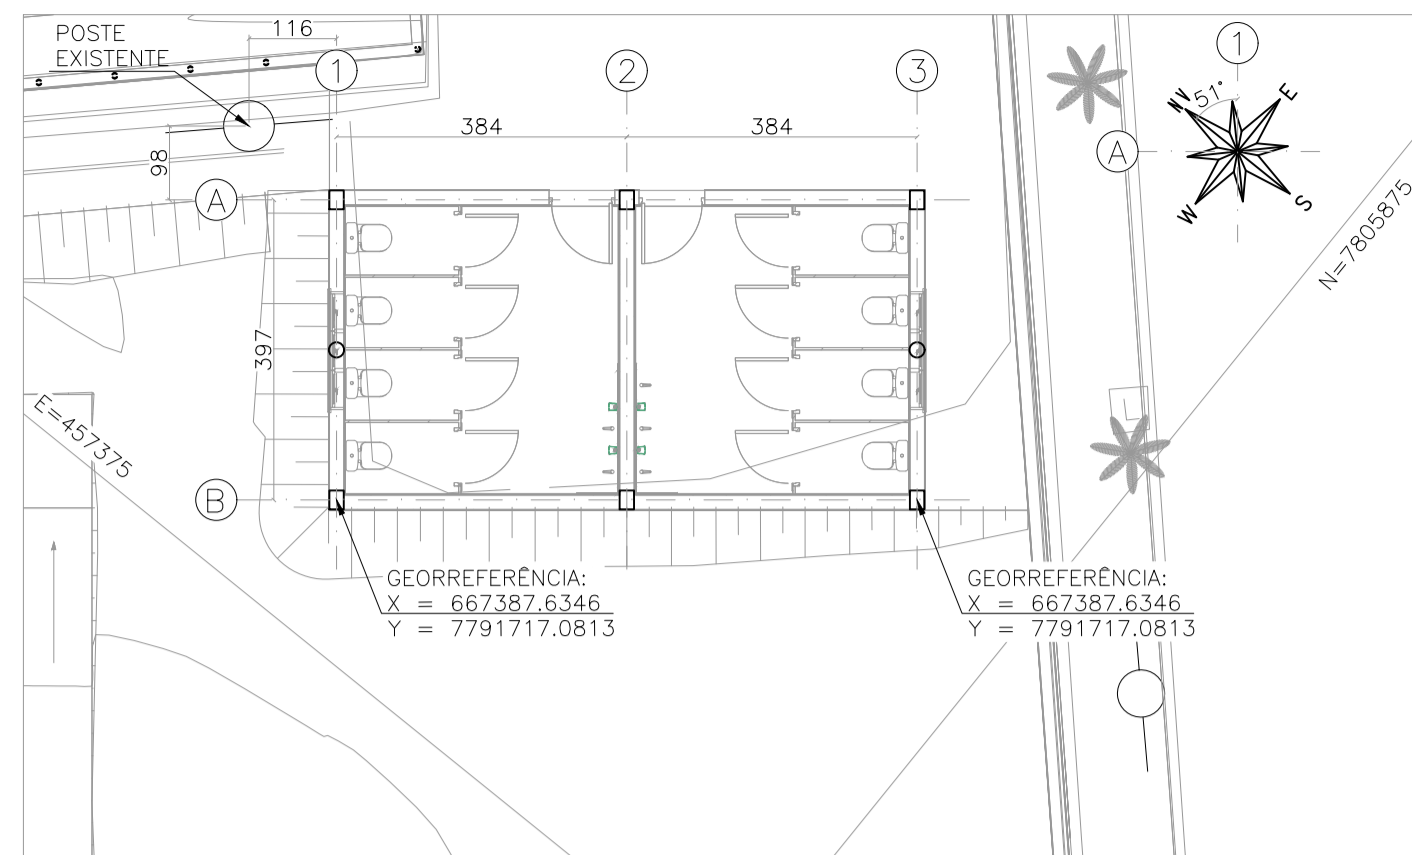 POSTE
EXISTENTE
116
1
2
3
1
384
384
98
A
A
N
51°
E
W
S
N=7805875
397
E=457375
B
GEORREFERÊNCIA:
X = 667387.6346
Y = 7791717.0813
GEORREFERÊNCIA:
X = 667387.6346
Y = 7791717.0813